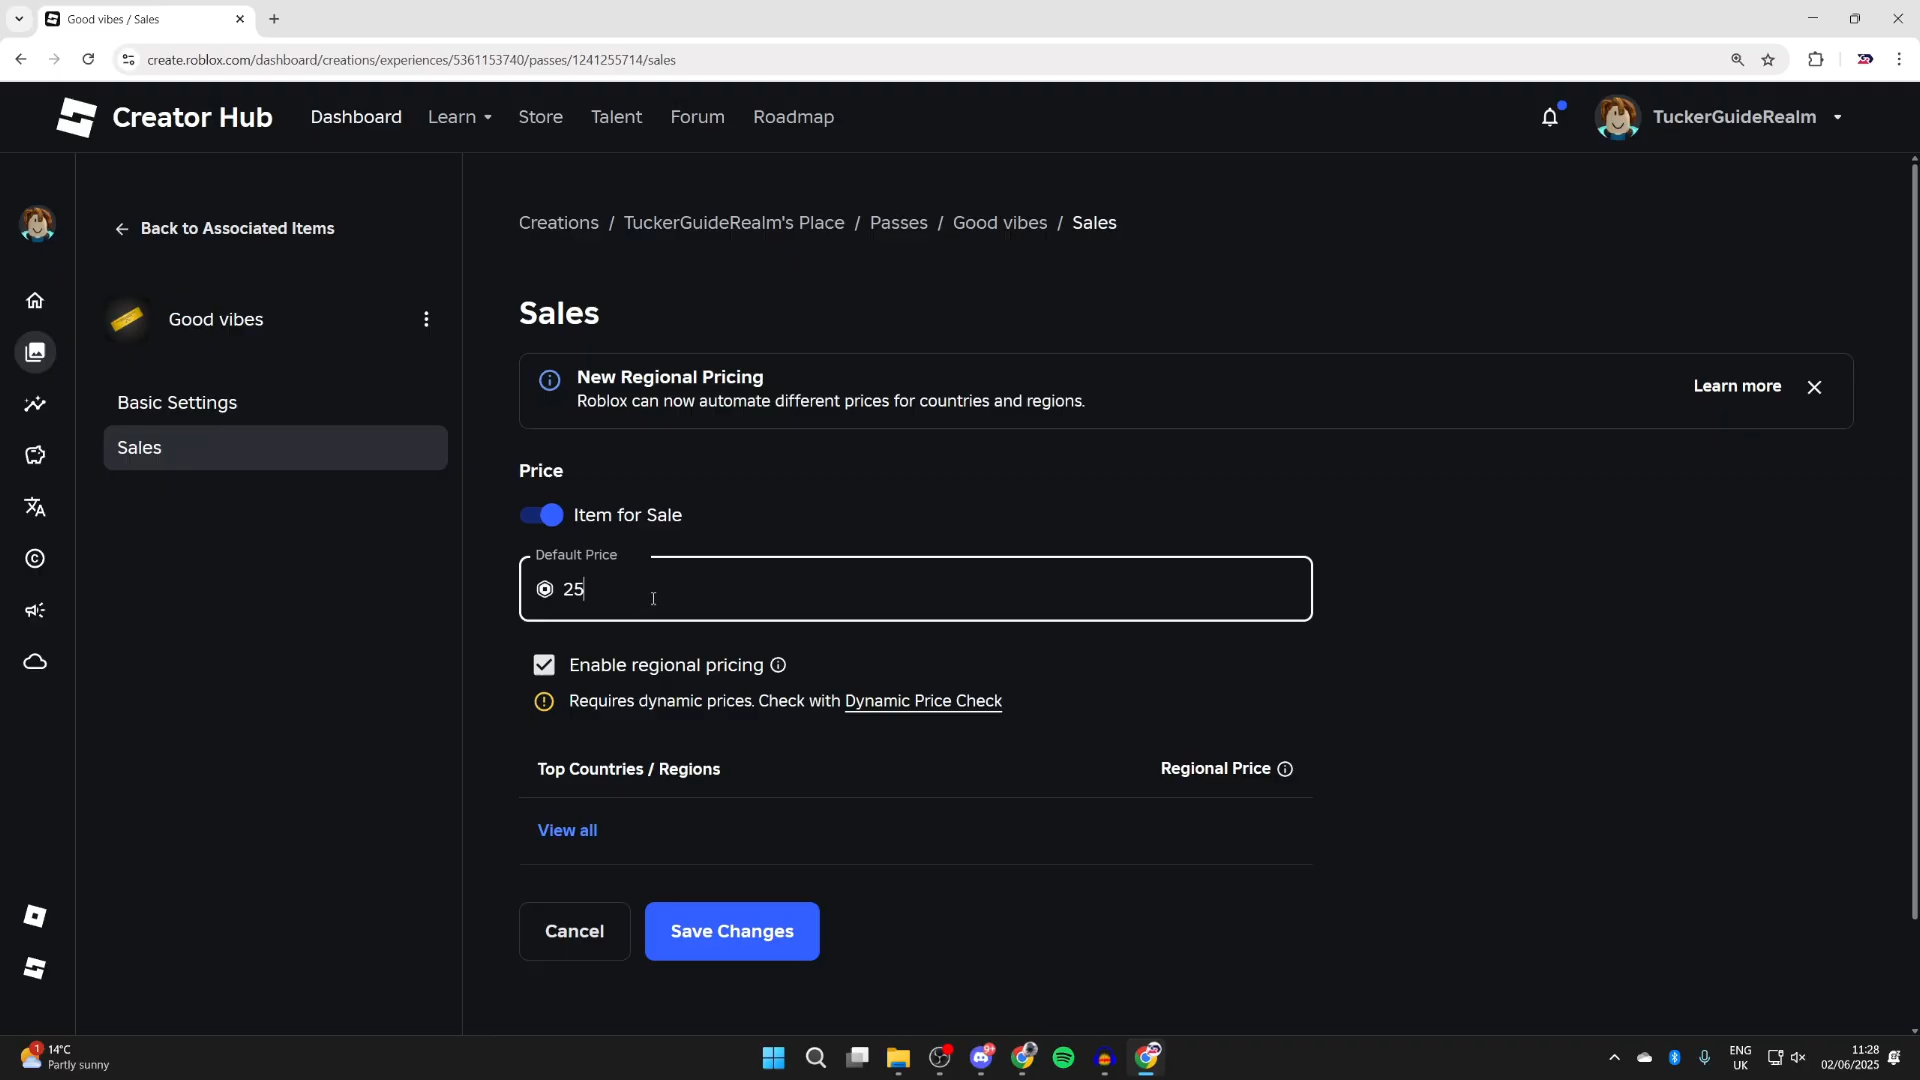 Good vibes / Sales
create.roblox.com/dashboard/creations/experiences/5361153740/passes/1241255714/sales
Creator Hub
Dashboard
Learn
Store
Talent
Forum
Roadmap
TuckerGuideRealm
Back to Associated Items
Good vibes
Basic Settings
Sales
Creations / TuckerGuideRealm's Place / Passes / Good vibes / Sales
Sales
New Regional Pricing
Roblox can now automate different prices for countries and regions.
Learn more
Price
Item for Sale
Default Price
25
Enable regional pricing
Requires dynamic prices. Check with Dynamic Price Check
Top Countries / Regions
Regional Price
View all
Cancel
Save Changes
1
14°C
Partly sunny
9+
ENG
UK
11:28
02/06/2025